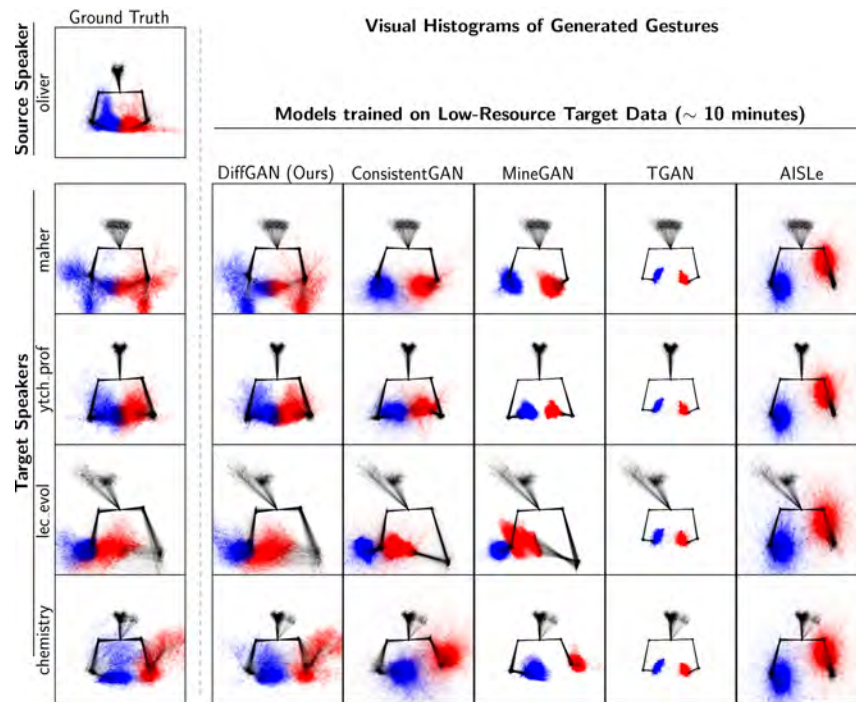 Ground Truth
Visual Histograms of Generated Gestures
Source Speaker
oliver
Models trained on Low-Resource Target Data (~ 10 minutes)
DiffGAN (Ours)
ConsistentGAN
MineGAN
TGAN
AISLe
Target Speakers
maher
ytch_prof
lec_evol
chemistry